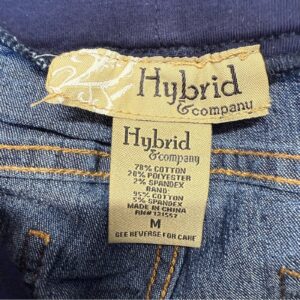 Hybrid
&company
Hybrid
&company
78% COTTON
20% POLYESTER
2% SPANDEX
BAND:
95% COTTON
5% SPANDEX
MADE IN CHINA
RN# 121557
M
SEE REVERSE FOR CARE